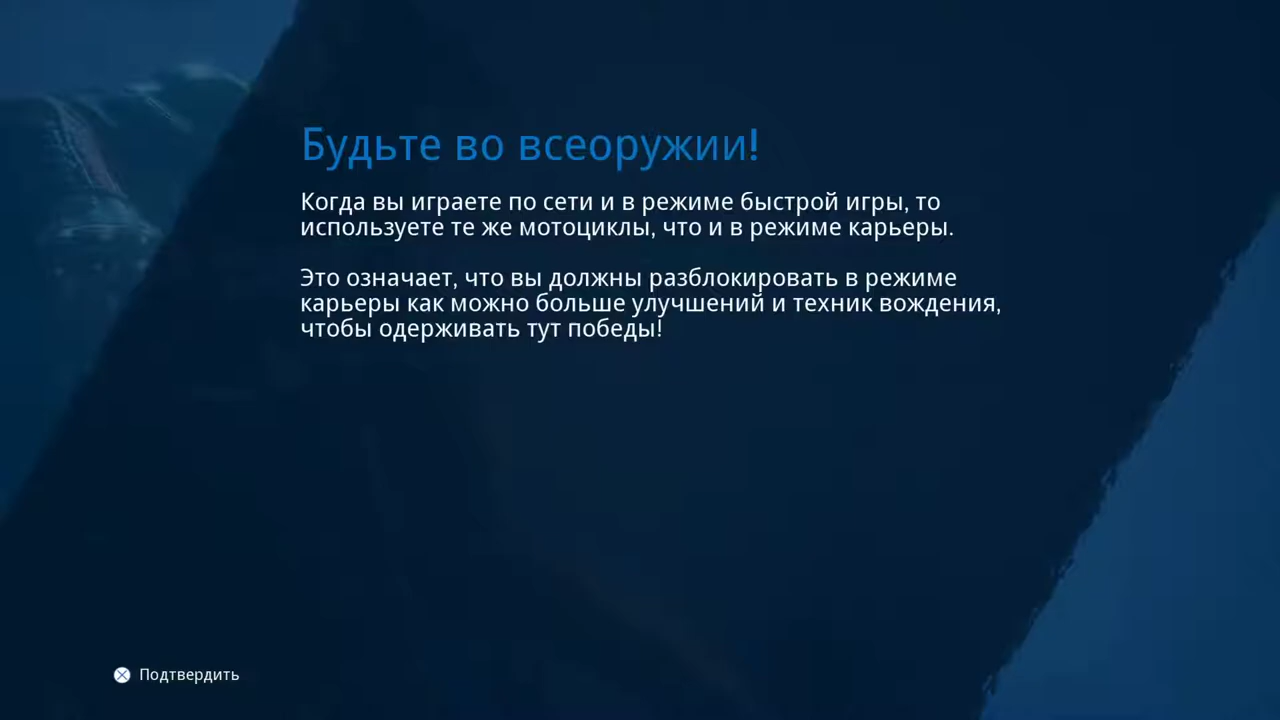 Будьте во всеоружии!
Когда вы играете по сети и в режиме быстрой игры, то
используете те же мотоциклы, что и в режиме карьеры.
Это означает, что вы должны разблокировать в режиме
карьеры как можно больше улучшений и техник вождения,
чтобы одерживать тут победы!
Подтвердить